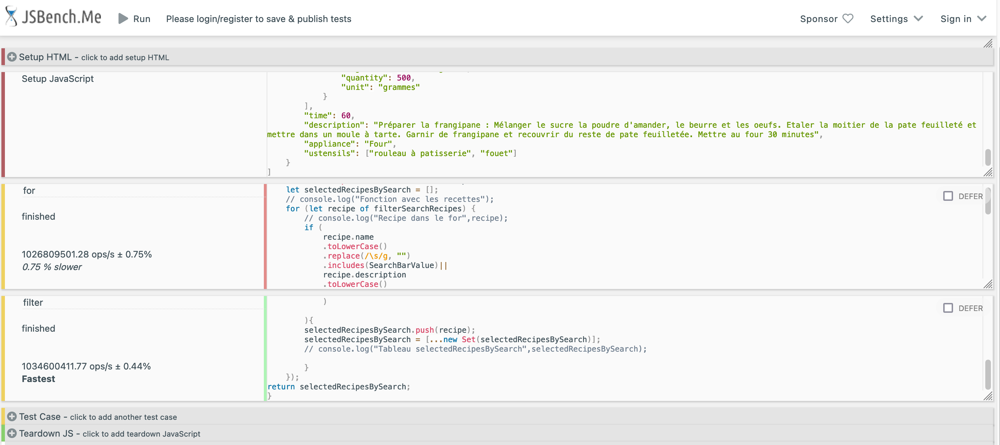 JSBench.Me
Run
Please login/register to save & publish tests
Sponsor
Settings
Sign in
Setup HTML - click to add setup HTML
Setup JavaScript
"quantity": 500,
"unit": "grammes"
}
],
"time": 60,
"description": "Préparer la frangipane : Mélanger le sucre la poudre d'amander, le beurre et les oeufs. Etaler la moitier de la pate feuilleté et
mettre dans un moule à tarte. Garnir de frangipane et recouvrir du reste de pate feuilletée. Mettre au four 30 minutes",
"appliance": "Four",
"ustensils": ["rouleau à patisserie", "fouet"]
}
]
for
finished
1026809501.28 ops/s ± 0.75%
0.75 % slower
let selectedRecipesBySearch = [];
// console.log("Fonction avec les recettes");
for (let recipe of filterSearchRecipes) {
// console.log("Recipe dans le for",recipe);
if (
recipe.name
.toLowerCase()
.replace(/\s/g, "")
.includes(SearchBarValue)||
recipe.description
.toLowerCase()
DEFER
filter
finished
1034600411.77 ops/s ± 0.44%
Fastest
)
){
selectedRecipesBySearch.push(recipe);
selectedRecipesBySearch = [...new Set(selectedRecipesBySearch)];
// console.log("Tableau selectedRecipesBySearch",selectedRecipesBySearch);
}
});
return selectedRecipesBySearch;
}
DEFER
Test Case - click to add another test case
Teardown JS - click to add teardown JavaScript